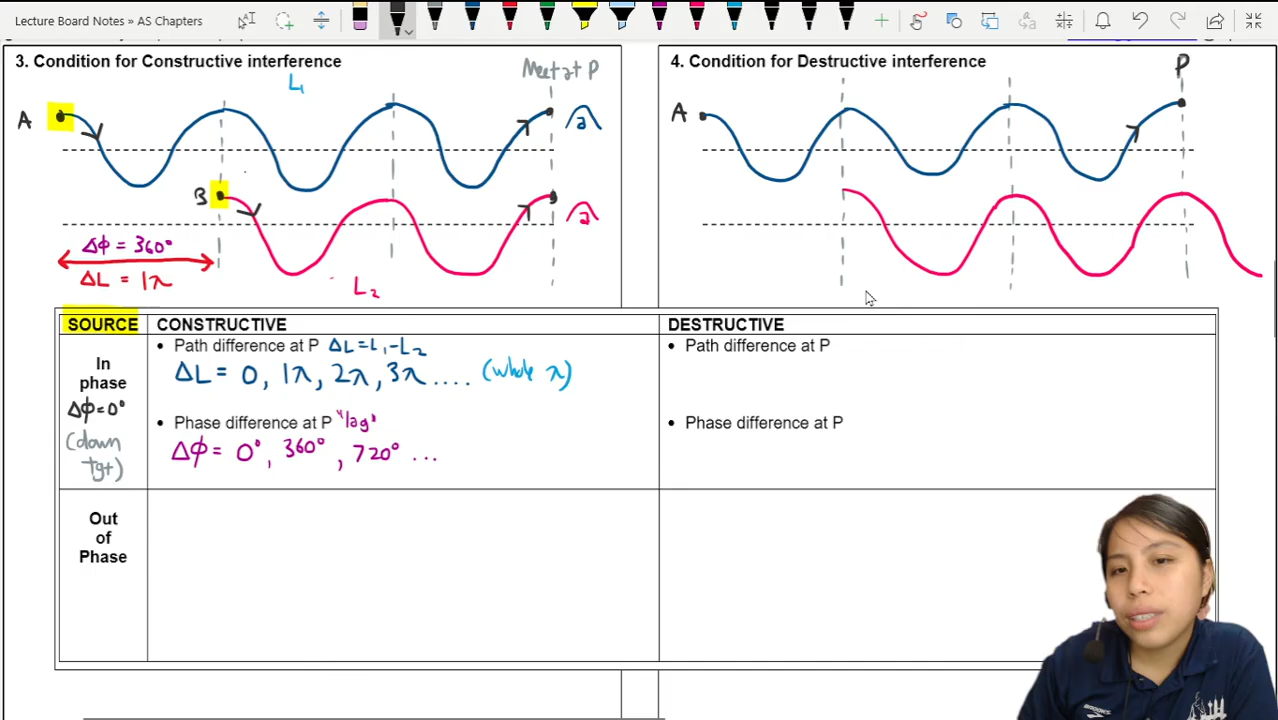 Lecture Board Notes » AS Chapters
3. Condition for Constructive interference
L₁
Meet at P
A
B
Δϕ = 360°
ΔL = 1λ
L₂
4. Condition for Destructive interference
P
A
SOURCE
CONSTRUCTIVE
DESTRUCTIVE
In
phase
Δϕ=0°
(down
tgt)
• Path difference at P ΔL=L₁-L₂
ΔL = 0, 1λ, 2λ, 3λ .... (whole λ)
• Phase difference at P "lag"
Δϕ = 0°, 360°, 720° ...
• Path difference at P
• Phase difference at P
Out
of
Phase